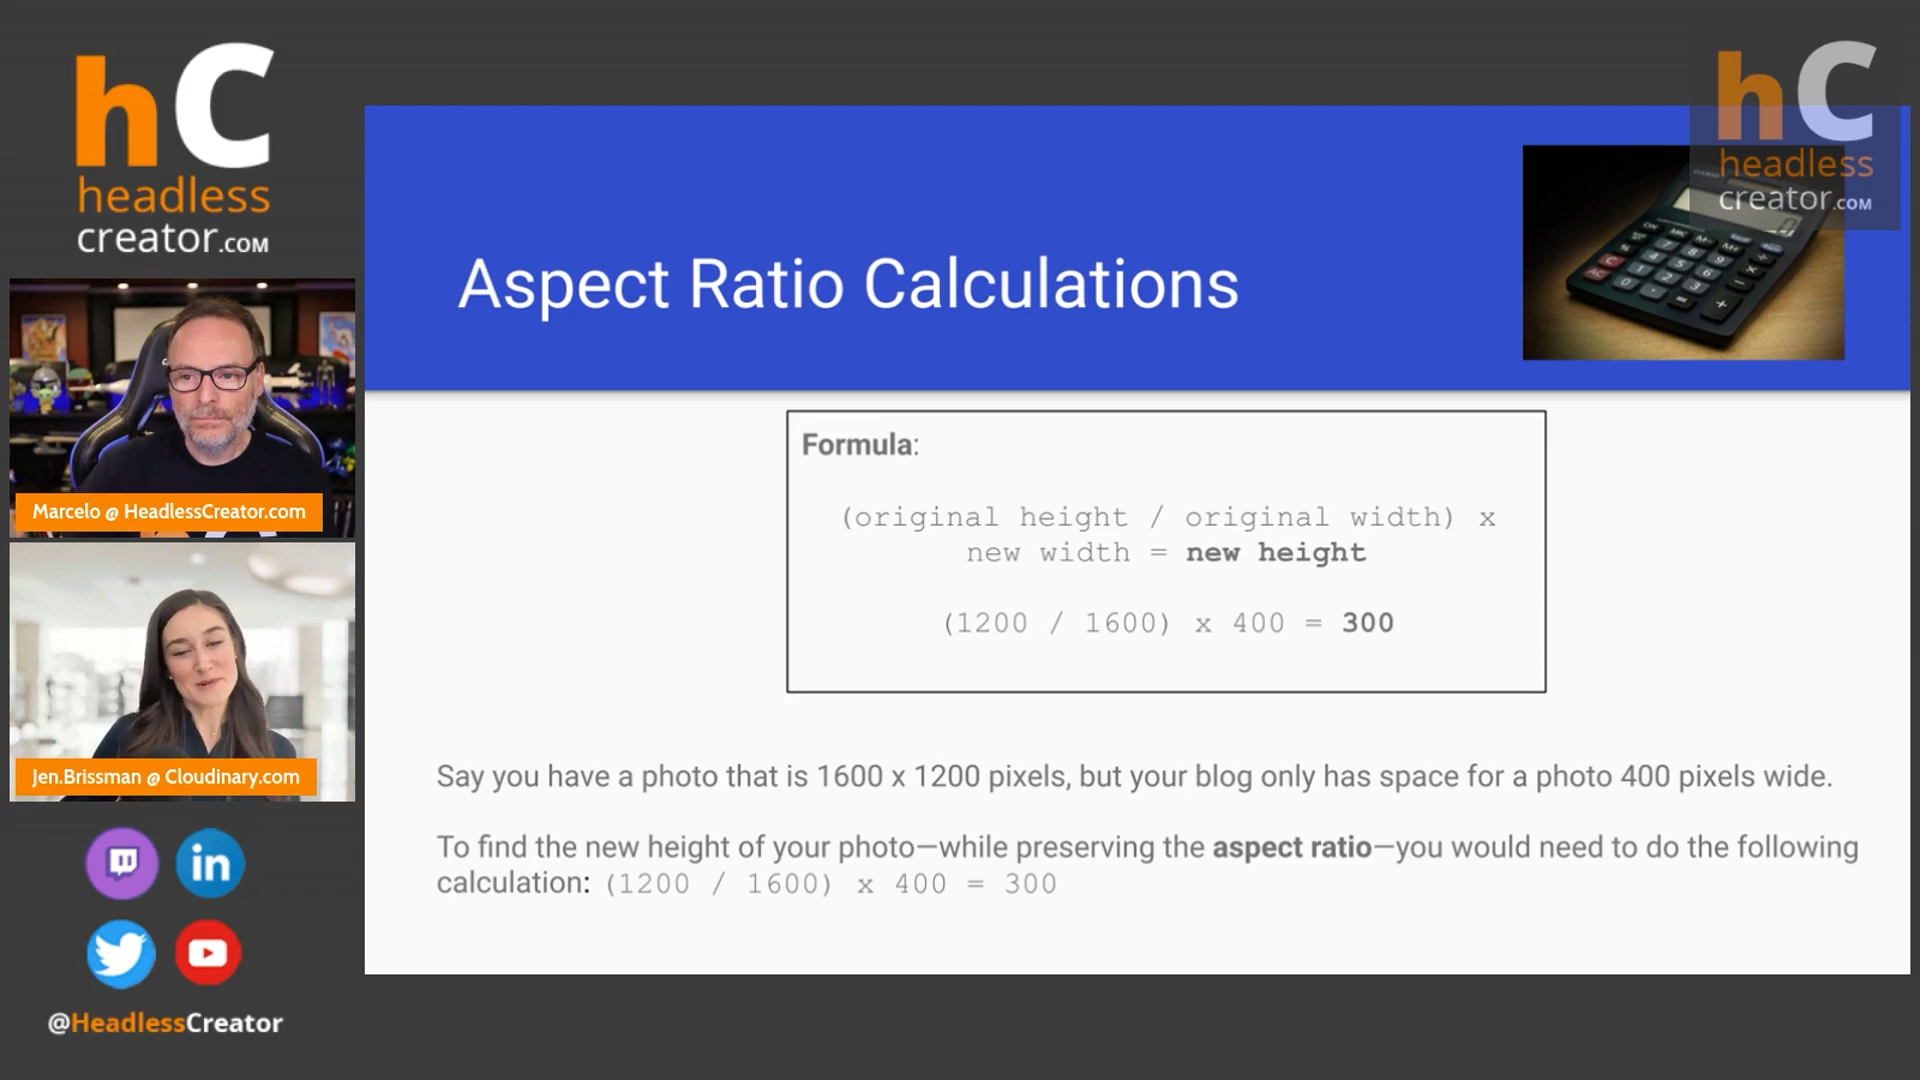 hC
headless
creator.COM
hC
headless
creator.COM
Aspect Ratio Calculations
Marcelo @ HeadlessCreator.com
Jen.Brissman @ Cloudinary.com
@HeadlessCreator
Formula:
(original height / original width) x
new width = new height
(1200 / 1600) x 400 = 300
Say you have a photo that is 1600 x 1200 pixels, but your blog only has space for a photo 400 pixels wide.
To find the new height of your photo—while preserving the aspect ratio—you would need to do the following
calculation: (1200 / 1600) x 400 = 300
in